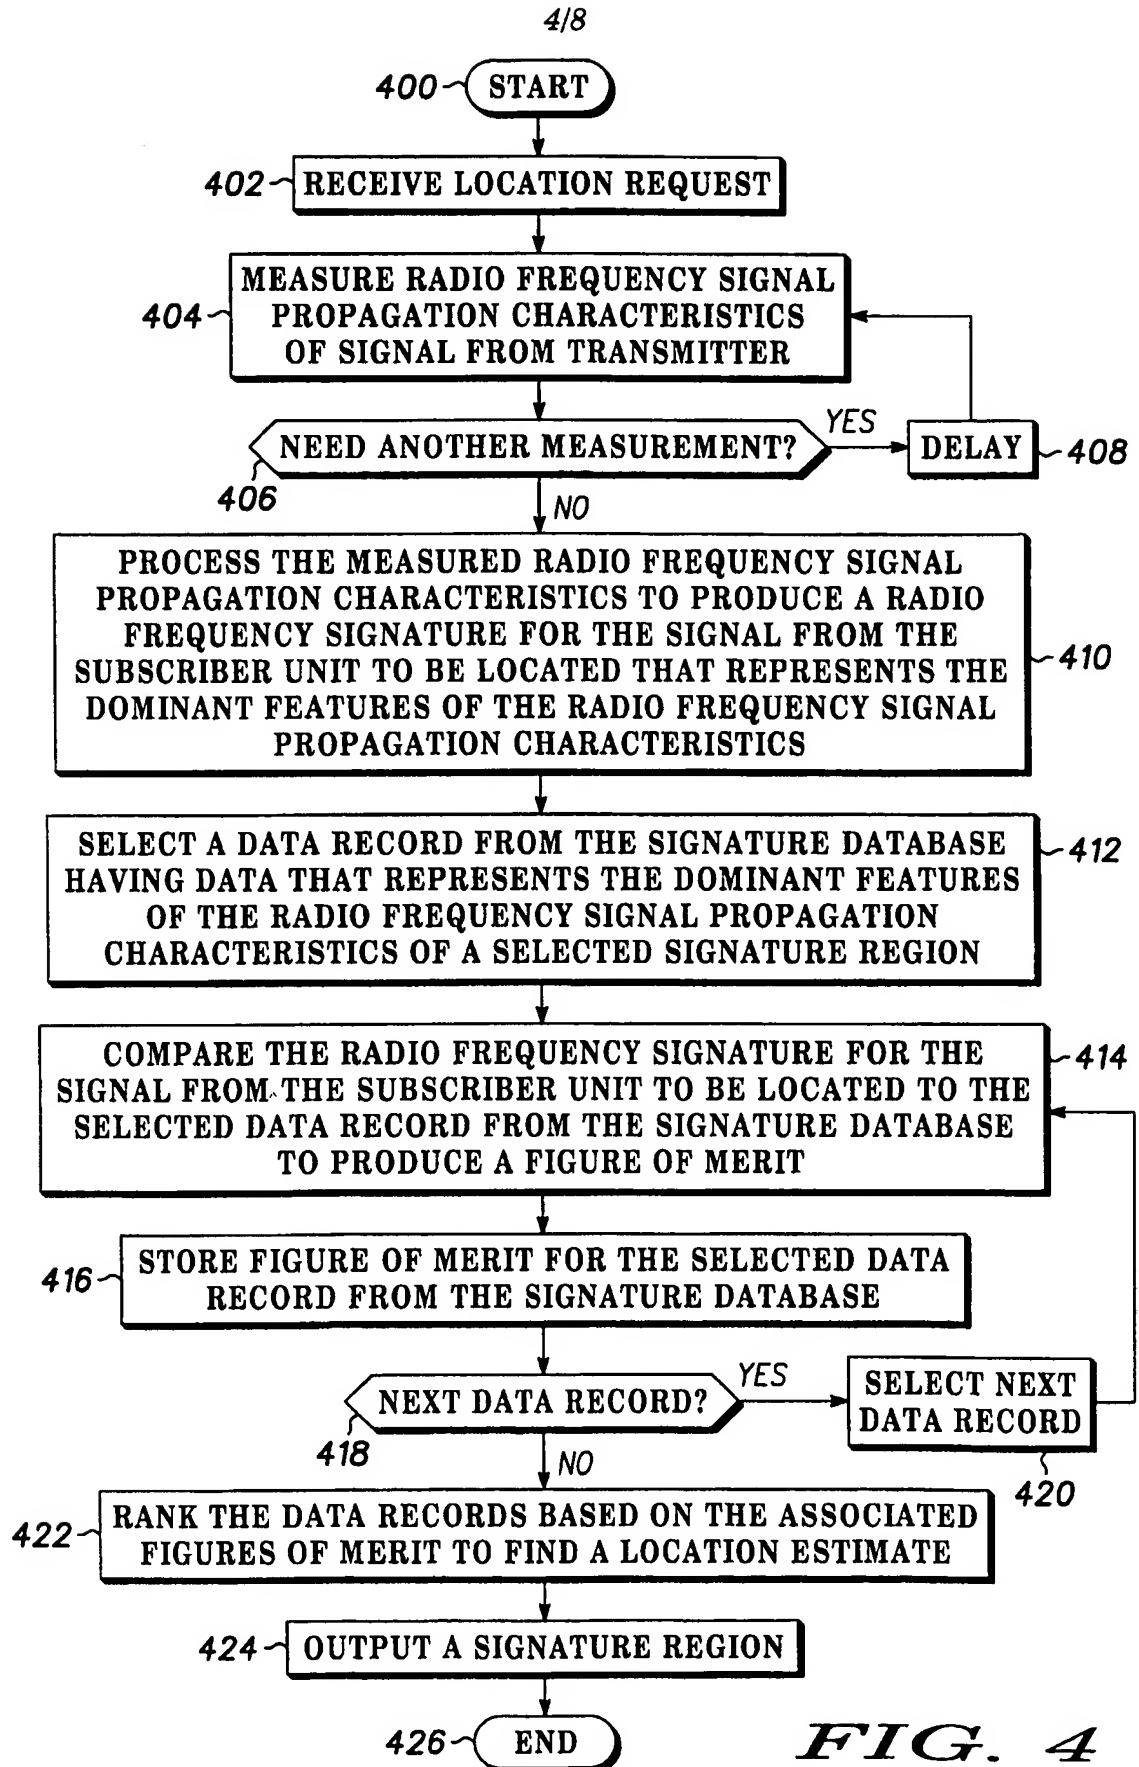 4/8
400
START
402
RECEIVE LOCATION REQUEST
404
MEASURE RADIO FREQUENCY SIGNAL
PROPAGATION CHARACTERISTICS
OF SIGNAL FROM TRANSMITTER
NEED ANOTHER MEASUREMENT?
YES
DELAY
408
406
NO
PROCESS THE MEASURED RADIO FREQUENCY SIGNAL
PROPAGATION CHARACTERISTICS TO PRODUCE A RADIO
FREQUENCY SIGNATURE FOR THE SIGNAL FROM THE
SUBSCRIBER UNIT TO BE LOCATED THAT REPRESENTS THE
DOMINANT FEATURES OF THE RADIO FREQUENCY SIGNAL
PROPAGATION CHARACTERISTICS
410
SELECT A DATA RECORD FROM THE SIGNATURE DATABASE
HAVING DATA THAT REPRESENTS THE DOMINANT FEATURES
OF THE RADIO FREQUENCY SIGNAL PROPAGATION
CHARACTERISTICS OF A SELECTED SIGNATURE REGION
412
COMPARE THE RADIO FREQUENCY SIGNATURE FOR THE
SIGNAL FROM THE SUBSCRIBER UNIT TO BE LOCATED TO THE
SELECTED DATA RECORD FROM THE SIGNATURE DATABASE
TO PRODUCE A FIGURE OF MERIT
414
416
STORE FIGURE OF MERIT FOR THE SELECTED DATA
RECORD FROM THE SIGNATURE DATABASE
NEXT DATA RECORD?
YES
SELECT NEXT
DATA RECORD
418
420
NO
422
RANK THE DATA RECORDS BASED ON THE ASSOCIATED
FIGURES OF MERIT TO FIND A LOCATION ESTIMATE
424
OUTPUT A SIGNATURE REGION
426
END
FIG. 4